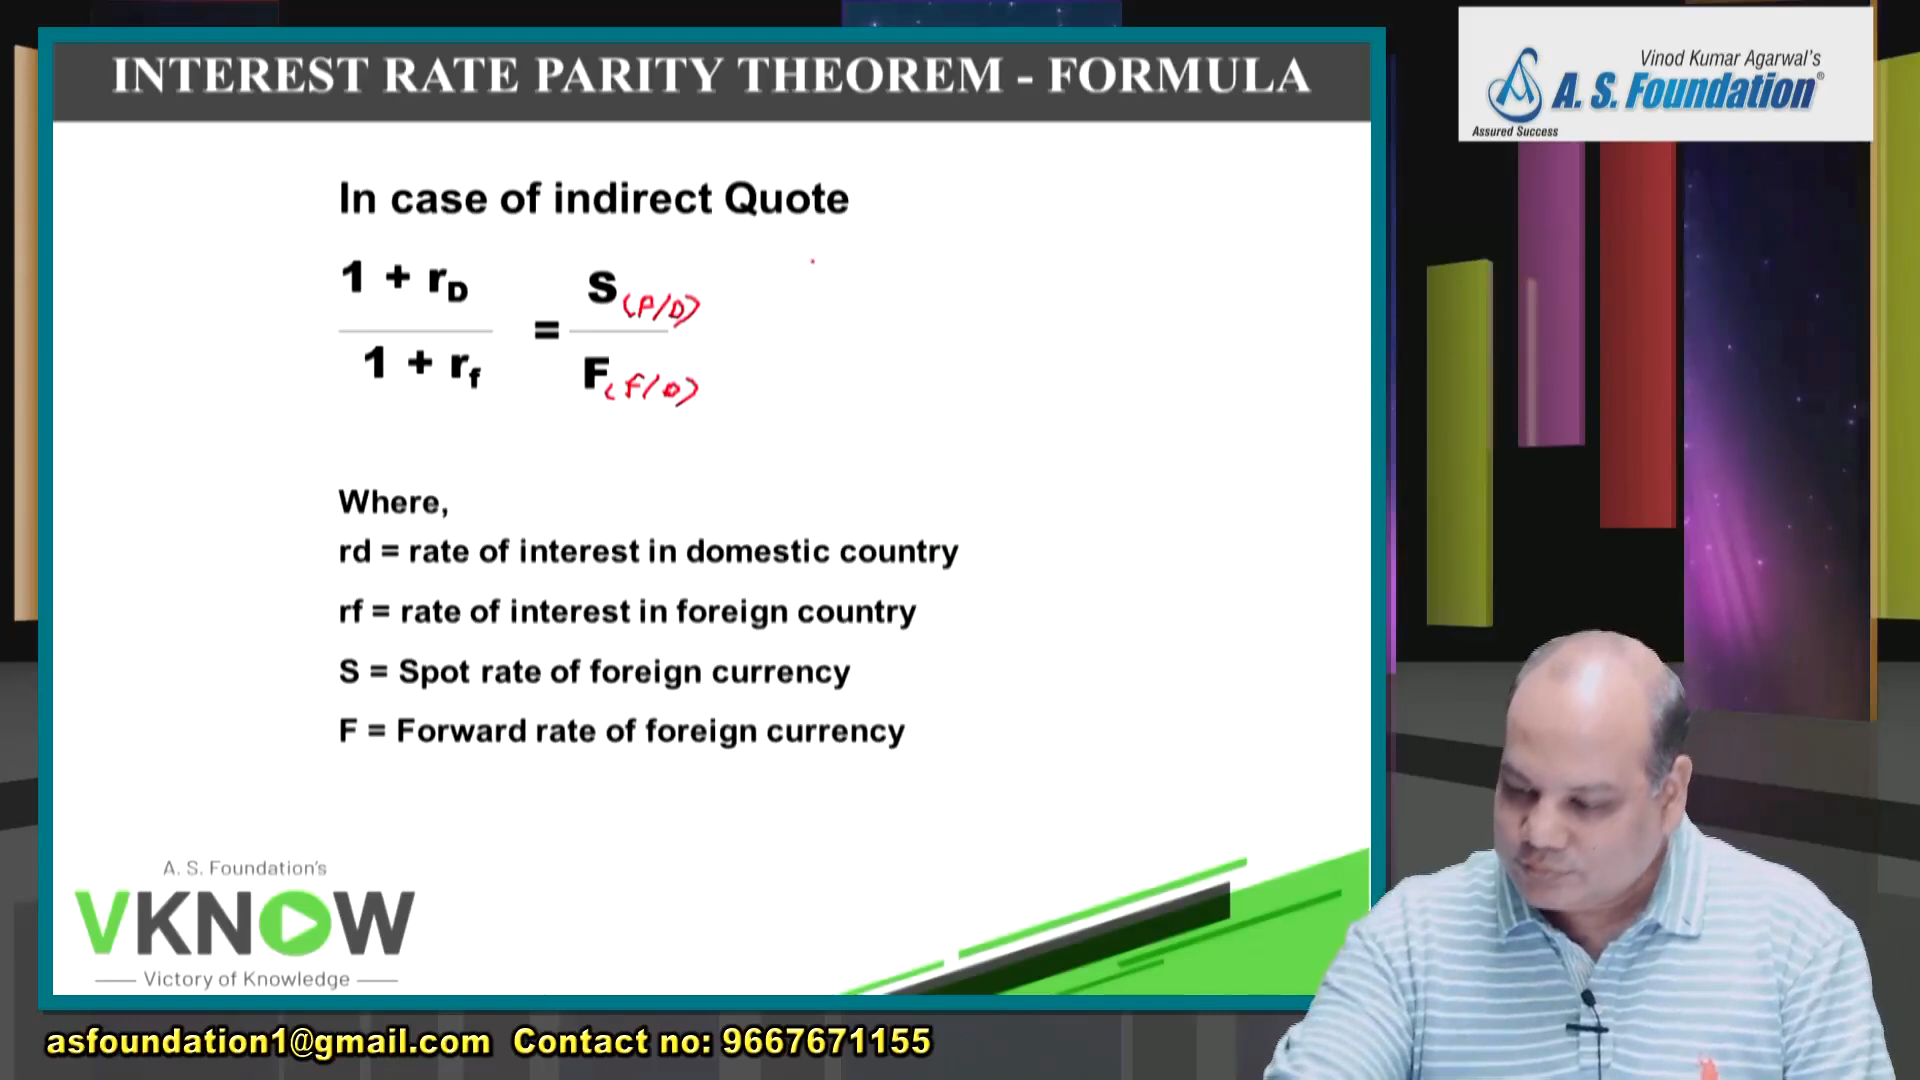 INTEREST RATE PARITY THEOREM - FORMULA
Vinod Kumar Agarwal's
A. S. Foundation®
Assured Success
In case of indirect Quote
1 + rD
1 + rf
=
S (F/D)
F (F/D)
Where,
rd = rate of interest in domestic country
rf = rate of interest in foreign country
S = Spot rate of foreign currency
F = Forward rate of foreign currency
A. S. Foundation's
VKNOW
Victory of Knowledge
asfoundation1@gmail.com Contact no: 9667671155